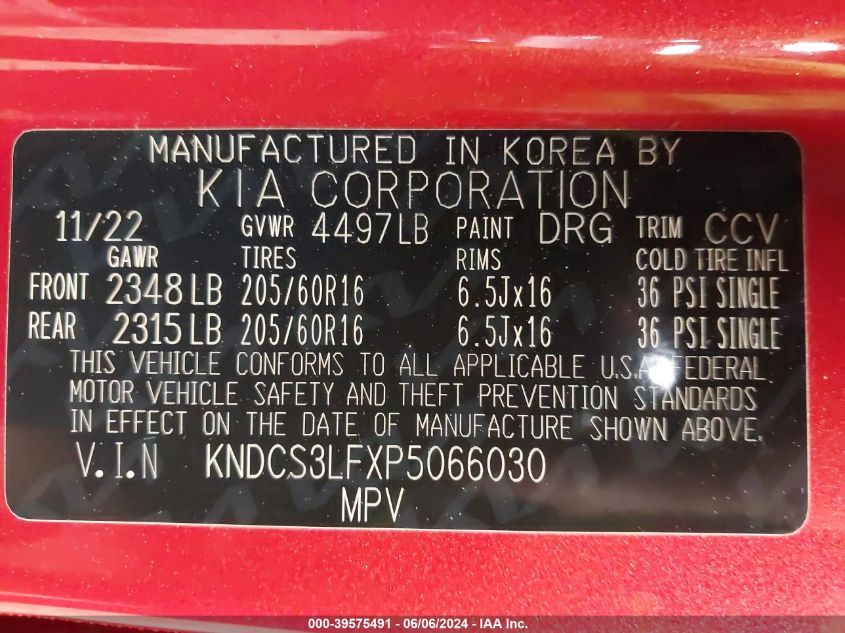 MANUFACTURED IN KOREA BY
KIA CORPORATION
11/22 GVWR 4497LB PAINT DRG TRIM CCV
GAWR TIRES RIMS COLD TIRE INFL
FRONT 2348LB 205/60R16 6.5Jx16 36 PSI SINGLE
REAR 2315LB 205/60R16 6.5Jx16 36 PSI SINGLE
THIS VEHICLE CONFORMS TO ALL APPLICABLE U.S.A. FEDERAL
MOTOR VEHICLE SAFETY AND THEFT PREVENTION STANDARDS
IN EFFECT ON THE DATE OF MANUFACTURE SHOWN ABOVE.
V.I.N KNDCS3LFXP5066030
MPV
000-39575491 - 06/06/2024 - IAA Inc.